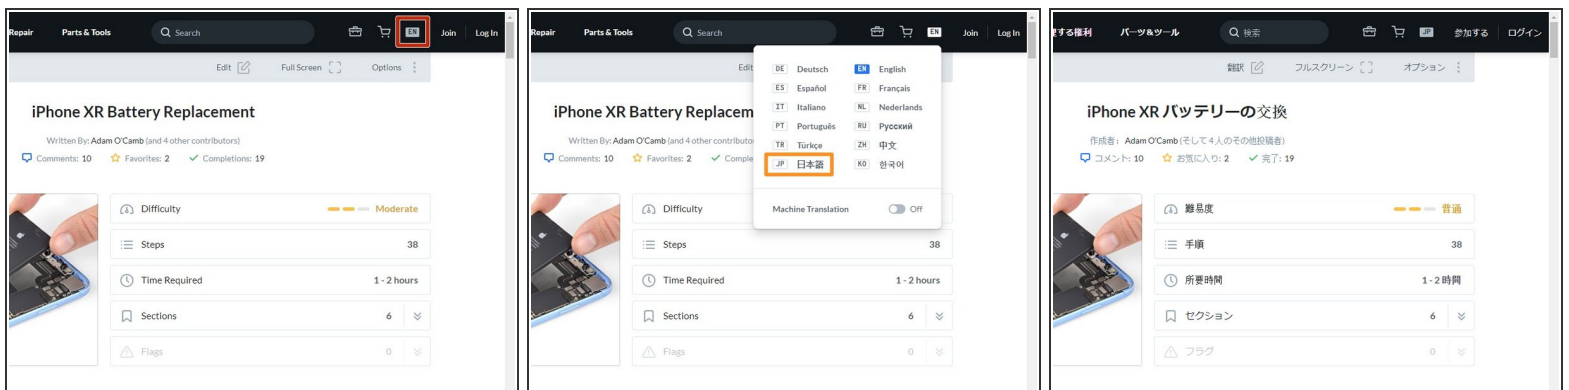 Repair Parts & Tools Search EN Join Log In
Edit Full Screen Options
iPhone XR Battery Replacement
Written By: Adam O'Camb (and 4 other contributors)
Comments: 10 Favorites: 2 Completions: 19
Difficulty Moderate
Steps 38
Time Required 1 - 2 hours
Sections 6
Flags 0
Repair Parts & Tools Search EN Join Log In
Edit
iPhone XR Battery Replacem
Written By: Adam O'Camb (and 4 other contributo
Comments: 10 Favorites: 2 Comple
DE Deutsch EN English
ES Español FR Français
IT Italiano NL Nederlands
PT Português RU Русский
TR Türkçe ZH 中文
JP 日本語 KO 한국어
Machine Translation Off
Difficulty
Steps 38
Time Required 1 - 2 hours
Sections 6
Flags 0
する権利 パーツ&ツール 検索 JP 参加する ログイン
翻訳 フルスクリーン オプション
iPhone XR バッテリーの交換
作成者: Adam O'Camb (そして4人のその他投稿者)
コメント: 10 お気に入り: 2 完了: 19
難易度 普通
手順 38
所要時間 1 - 2 時間
セクション 6
フラグ 0